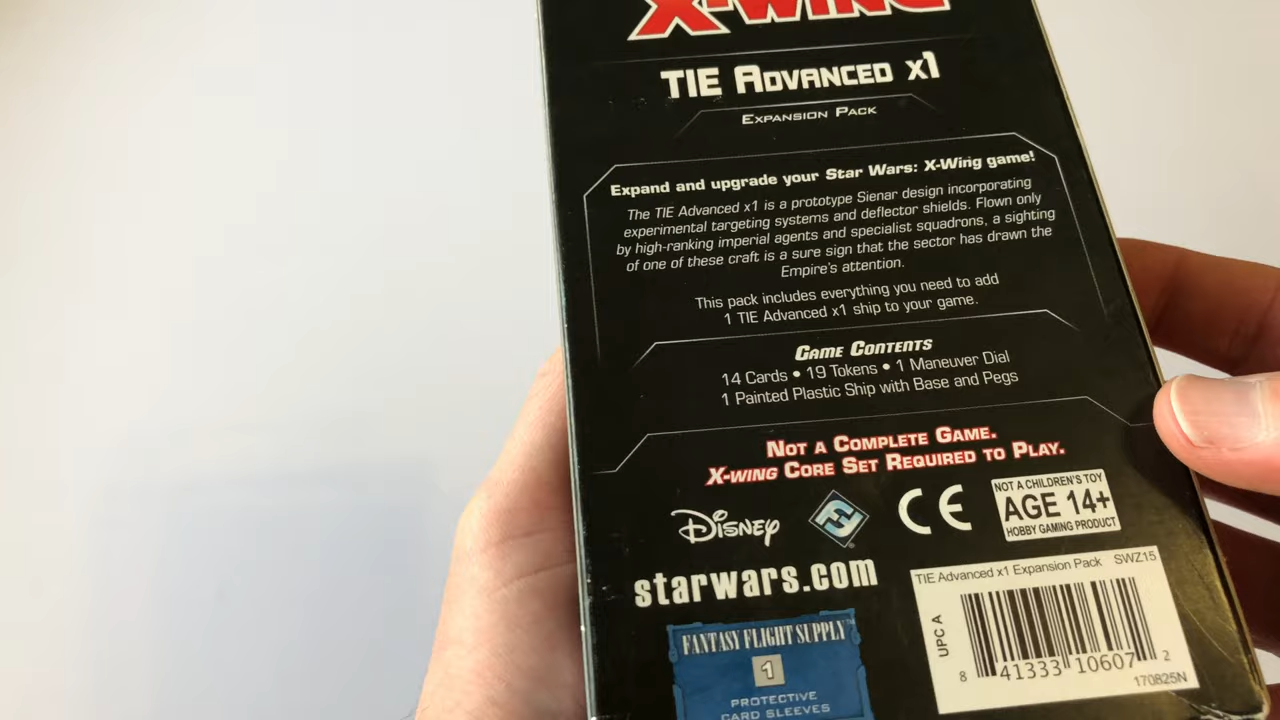 X-WING
TIE ADVANCED x1
EXPANSION PACK
Expand and upgrade your Star Wars: X-Wing game!
The TIE Advanced x1 is a prototype Sienar design incorporating
experimental targeting systems and deflector shields. Flown only
by high-ranking imperial agents and specialist squadrons, a sighting
of one of these craft is a sure sign that the sector has drawn the
Empire's attention.
This pack includes everything you need to add
1 TIE Advanced x1 ship to your game.
GAME CONTENTS
14 Cards • 19 Tokens • 1 Maneuver Dial
1 Painted Plastic Ship with Base and Pegs
NOT A COMPLETE GAME.
X-WING CORE SET REQUIRED TO PLAY.
DISNEY
FF
CE
NOT A CHILDREN'S TOY
AGE 14+
HOBBY GAMING PRODUCT
starwars.com
TIE Advanced x1 Expansion Pack SWZ15
UPC A
8 41333 10607 2
170825N
FANTASY FLIGHT SUPPLY™
1
PROTECTIVE
CARD SLEEVES